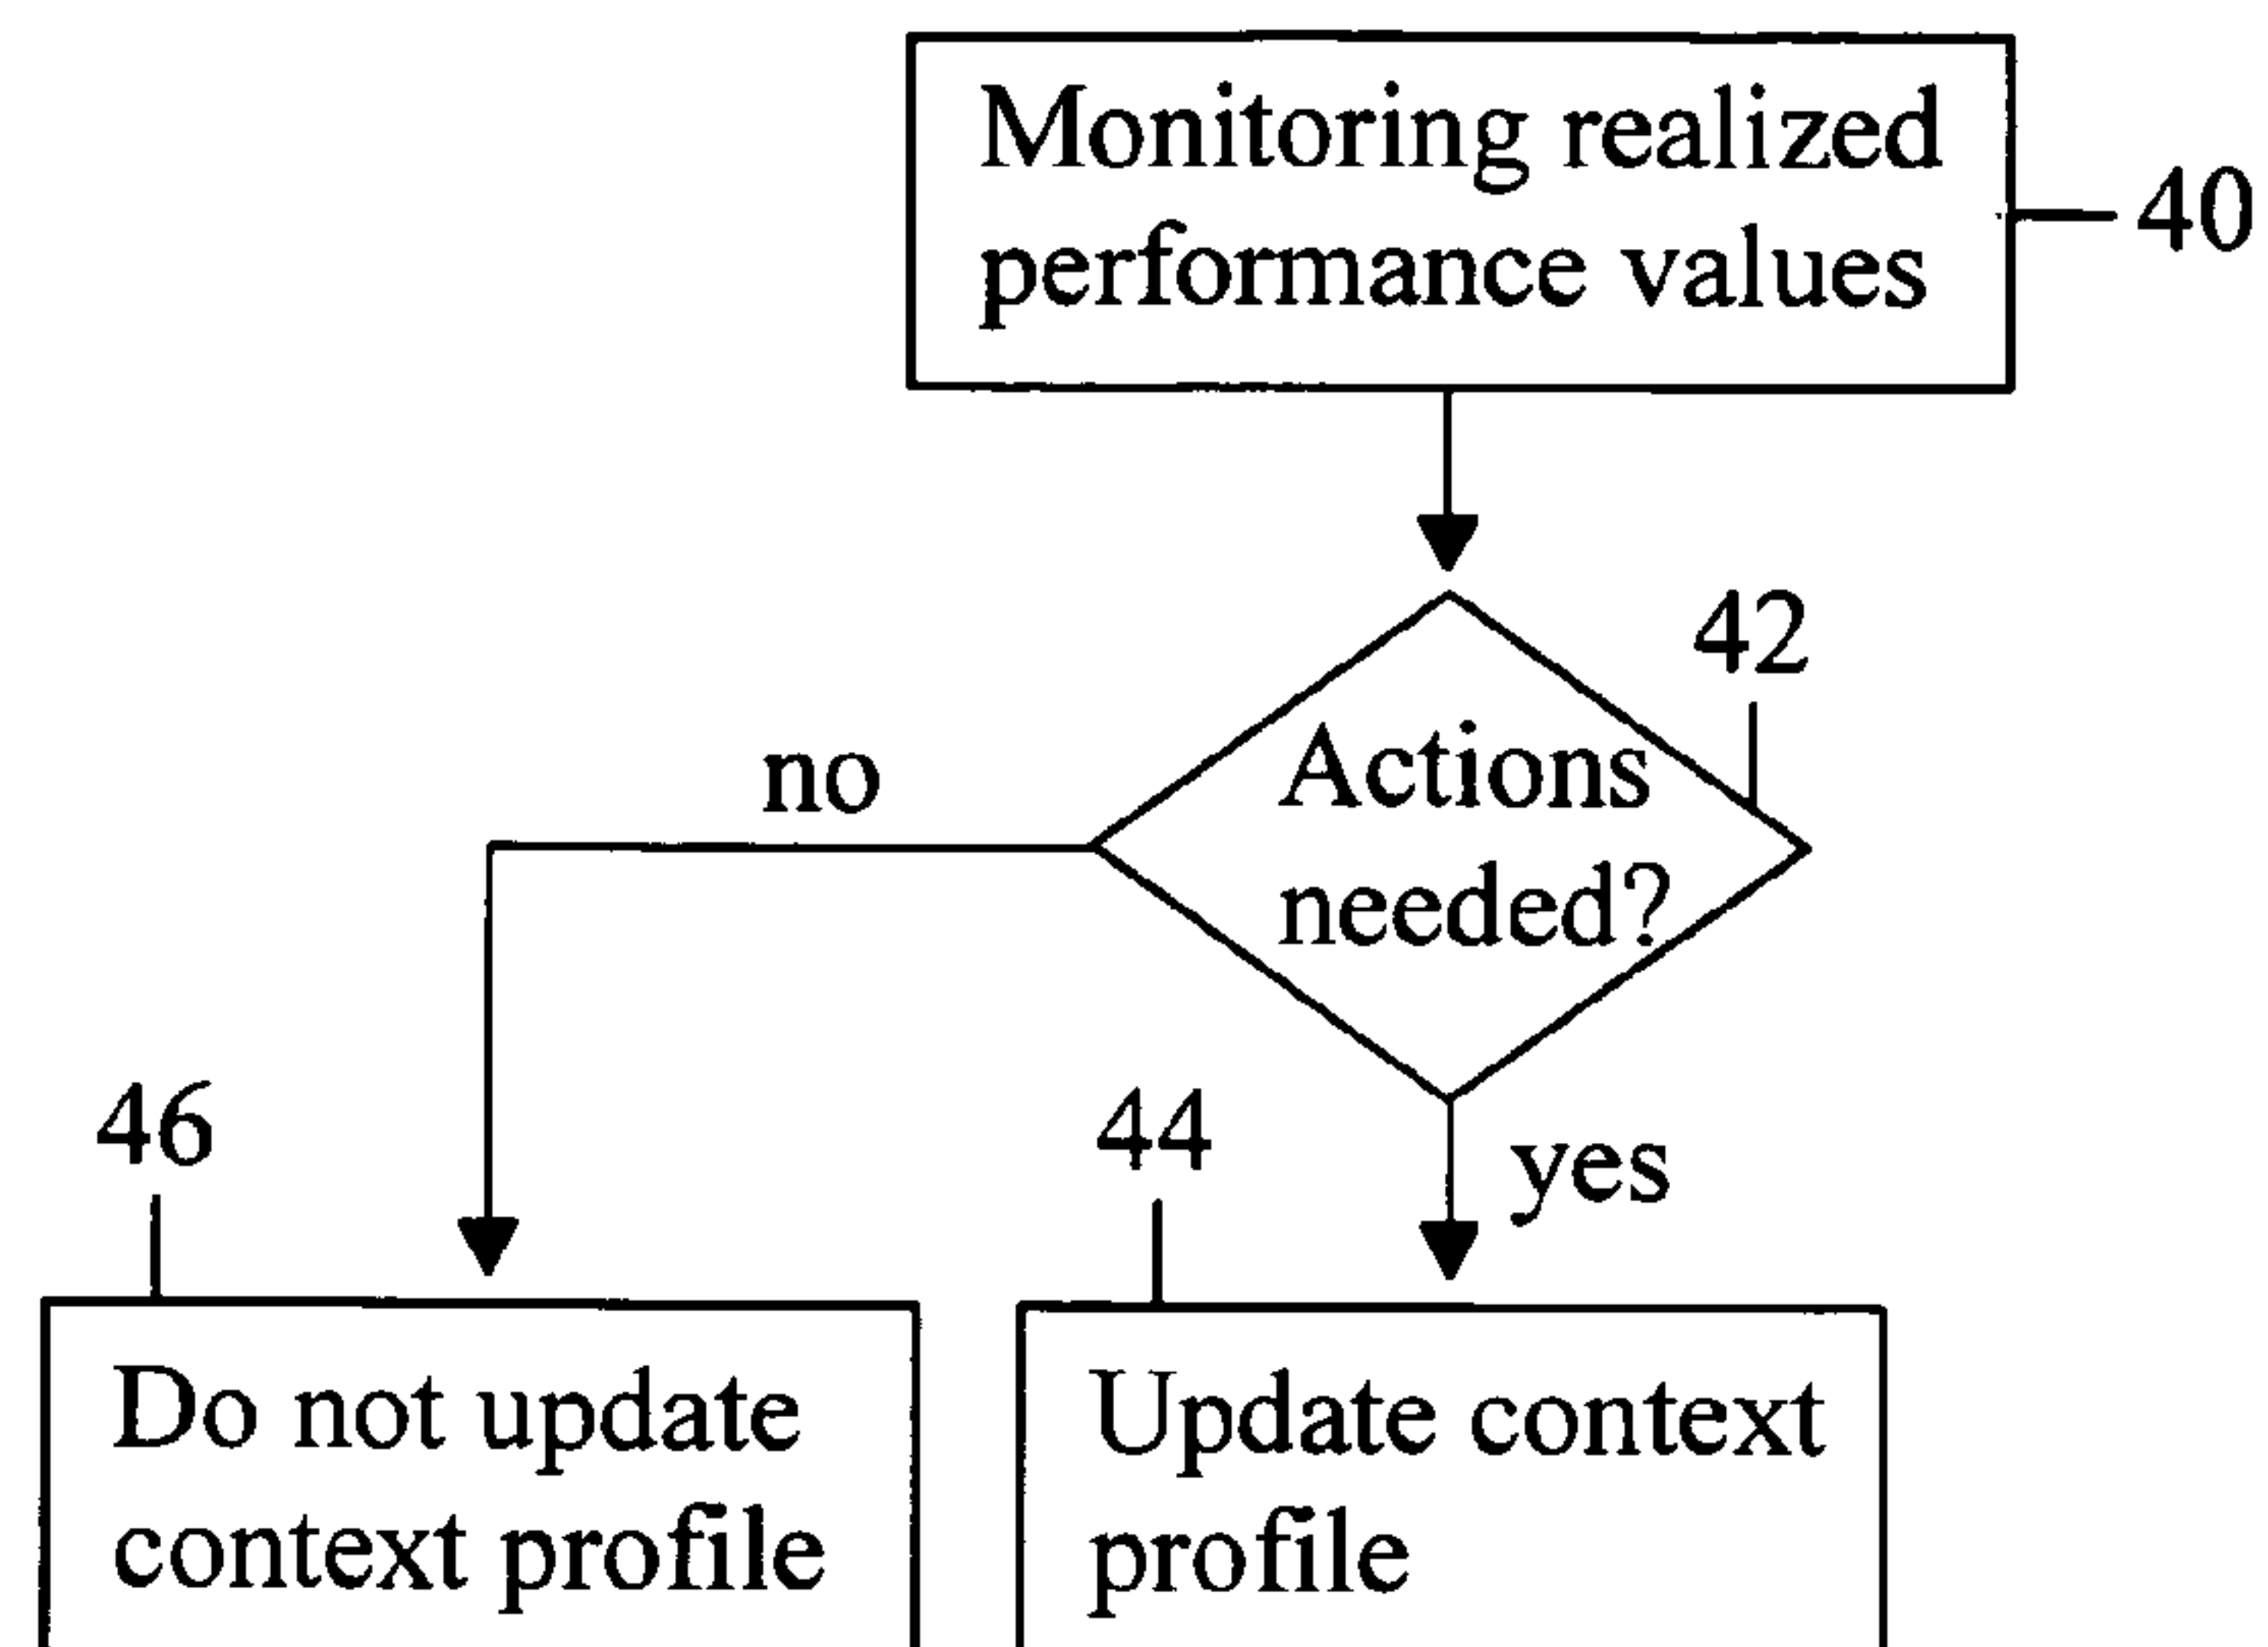 Monitoring realized
performance values
40
42
Actions
needed?
no
yes
46
44
Do not update
context profile
Update context
profile